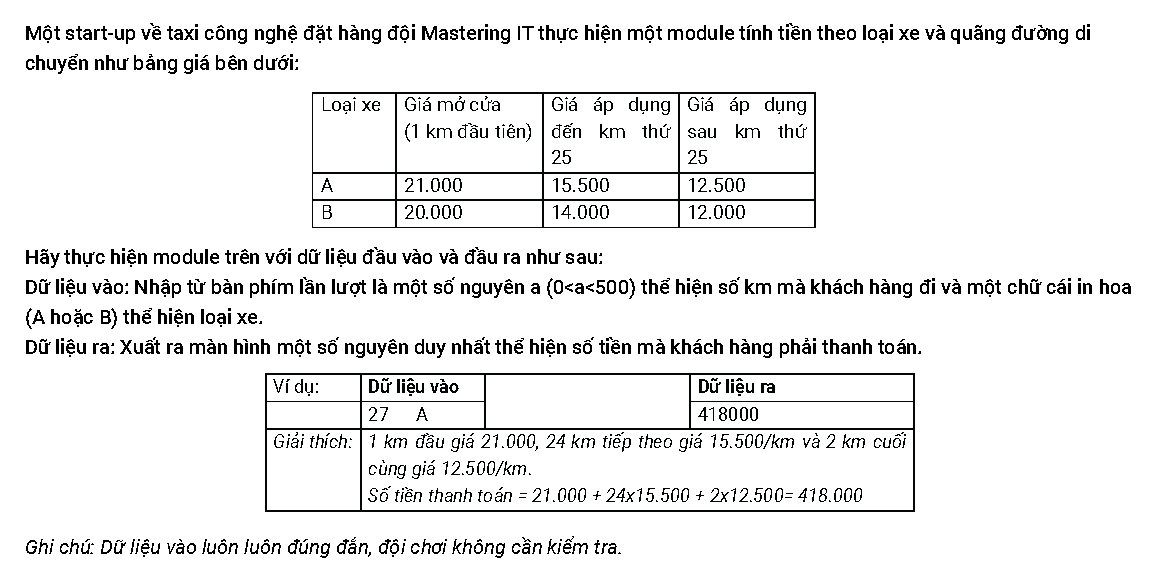 Một start-up về taxi công nghệ đặt hàng đội Mastering IT thực hiện một module tính tiền theo loại xe và quãng đường di
chuyển như bảng giá bên dưới:
Loại xe Giá mở cửa Giá áp dụng Giá áp dụng
(1 km đầu tiên) đến km thứ sau km thứ
25 25
A 21.000 15.500 12.500
B 20.000 14.000 12.000
Hãy thực hiện module trên với dữ liệu đầu vào và đầu ra như sau:
Dữ liệu vào: Nhập từ bàn phím lần lượt là một số nguyên a (0<a<500) thể hiện số km mà khách hàng đi và một chữ cái in hoa
(A hoặc B) thể hiện loại xe.
Dữ liệu ra: Xuất ra màn hình một số nguyên duy nhất thể hiện số tiền mà khách hàng phải thanh toán.
Ví dụ: Dữ liệu vào Dữ liệu ra
27 A 418000
Giải thích: 1 km đầu giá 21.000, 24 km tiếp theo giá 15.500/km và 2 km cuối
cùng giá 12.500/km.
Số tiền thanh toán = 21.000 + 24x15.500 + 2x12.500= 418.000
Ghi chú: Dữ liệu vào luôn luôn đúng đắn, đội chơi không cần kiểm tra.